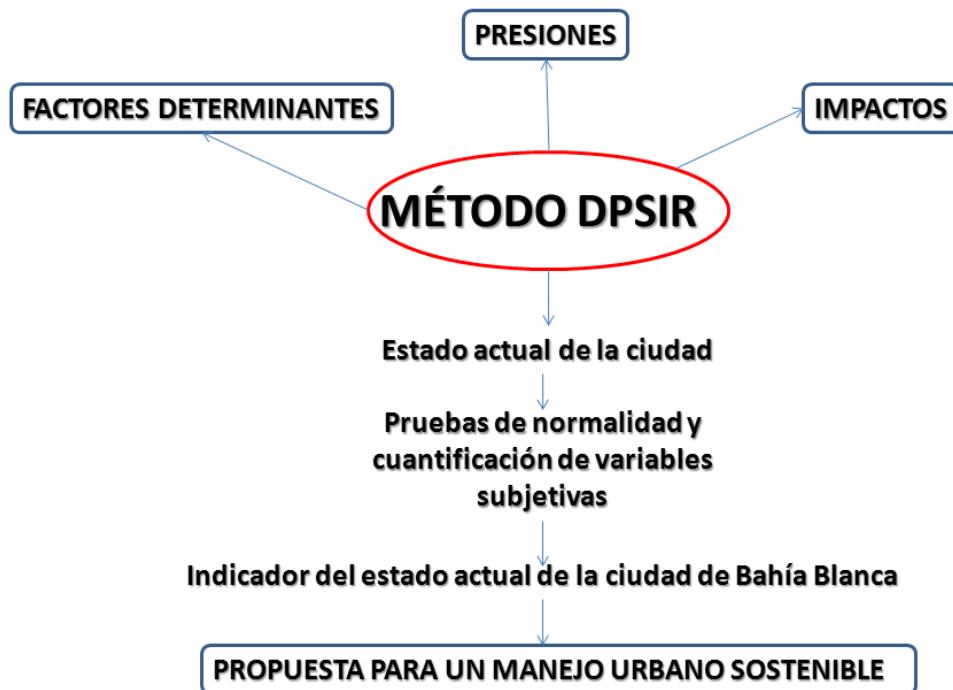 PRESIONES
FACTORES DETERMINANTES
IMPACTOS
MÉTODO DPSIR
Estado actual de la ciudad
Pruebas de normalidad y
cuantificación de variables
subjetivas
Indicador del estado actual de la ciudad de Bahía Blanca
PROPUESTA PARA UN MANEJO URBANO SOSTENIBLE